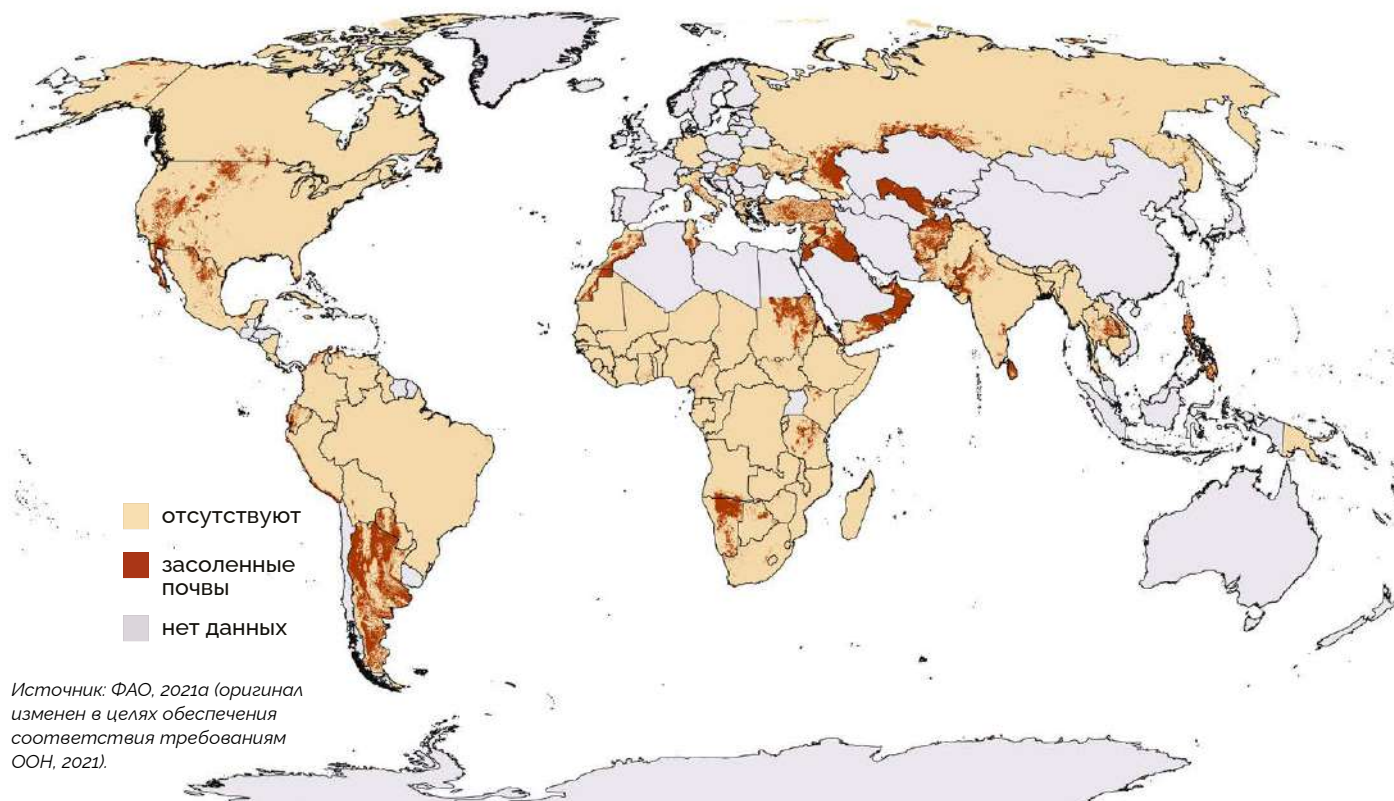 отсутствуют
засоленные
почвы
нет данных
Источник: ФАО, 2021a (оригинал
изменен в целях обеспечения
соответствия требованиям
ООН, 2021).